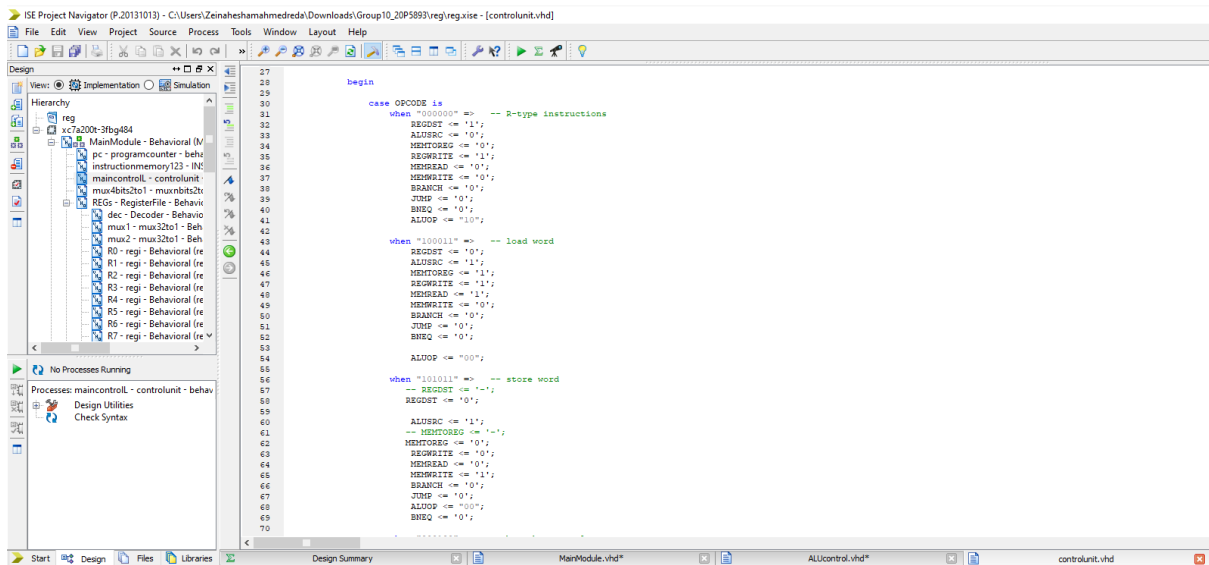 ISE Project Navigator (P.20131013) - C:\Users\Zeinaheshamahmedreda\Downloads\Group10_20P5893\reg\reg.xise - [controlunit.vhd]
File Edit View Project Source Process Tools Window Layout Help
Design
View: Implementation Simulation
Hierarchy
reg
xc7a200t-3fbg484
MainModule - Behavioral (M
pc - programcounter - beha
instructionmemory123 - INS
maincontrolL - controlunit -
mux4bits2to1 - muxnbits2to
REGs - RegisterFile - Behavio
dec - Decoder - Behavio
mux1 - mux32to1 - Beh
mux2 - mux32to1 - Beh
R0 - regi - Behavioral (re
R1 - regi - Behavioral (re
R2 - regi - Behavioral (re
R3 - regi - Behavioral (re
R4 - regi - Behavioral (re
R5 - regi - Behavioral (re
R6 - regi - Behavioral (re
R7 - regi - Behavioral (re
No Processes Running
Processes: maincontrolL - controlunit - behav
Design Utilities
Check Syntax
27
28 begin
29
30 case OPCODE is
31 when "000000" => -- R-type instructions
32 REGDST <= '1';
33 ALUSRC <= '0';
34 MEMTOREG <= '0';
35 REGWRITE <= '1';
36 MEMREAD <= '0';
37 MEMWRITE <= '0';
38 BRANCH <= '0';
39 JUMP <= '0';
40 BNEQ <= '0';
41 ALUOP <= "10";
42
43 when "100011" => -- load word
44 REGDST <= '0';
45 ALUSRC <= '1';
46 MEMTOREG <= '1';
47 REGWRITE <= '1';
48 MEMREAD <= '1';
49 MEMWRITE <= '0';
50 BRANCH <= '0';
51 JUMP <= '0';
52 BNEQ <= '0';
53
54 ALUOP <= "00";
55
56 when "101011" => -- store word
57 -- REGDST <= '-';
58 REGDST <= '0';
59
60 ALUSRC <= '1';
61 -- MEMTOREG <= '-';
62 MEMTOREG <= '0';
63 REGWRITE <= '0';
64 MEMREAD <= '0';
65 MEMWRITE <= '1';
66 BRANCH <= '0';
67 JUMP <= '0';
68 ALUOP <= "00";
69 BNEQ <= '0';
70
Start Design Files Libraries Design Summary MainModule.vhd* ALUcontrol.vhd* controlunit.vhd